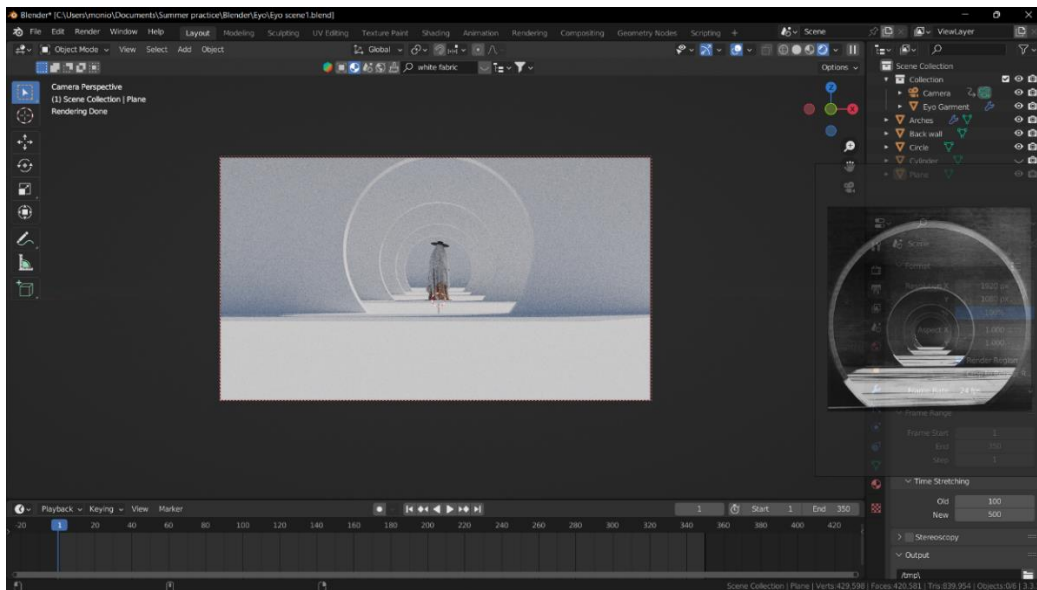 Blender* [C:\Users\monio\Documents\Summer practice\Blender\Eyo\Eyo scene1.blend]
File Edit Render Window Help Layout Modeling Sculpting UV Editing Texture Paint Shading Animation Rendering Compositing Geometry Nodes Scripting + Scene ViewLayer
Object Mode View Select Add Object Global
white fabric Options
Camera Perspective
(1) Scene Collection | Plane
Rendering Done
X
Z
Scene Collection
Collection
Camera
Eyo Garment
Arches
Back wall
Circle
Cylinder
Plane
Scene
Format
Resolution X 1920 px
1080 px
100%
Aspect X 1.000
1.000
Render Region
Frame Rate 24 fps
Frame Range
Frame Start 1
End 350
Step 1
Time Stretching
Old 100
New 500
Stereoscopy
Output
/tmp\
Playback Keying View Marker 1 Start 1 End 350
-20 1 20 40 60 80 100 120 140 160 180 200 220 240 260 280 300 320 340 360 380 400 420
Scene Collection | Plane | Verts:429.598 | Faces:420.581 | Tris:839.954 | Objects:0/6 | 3.3